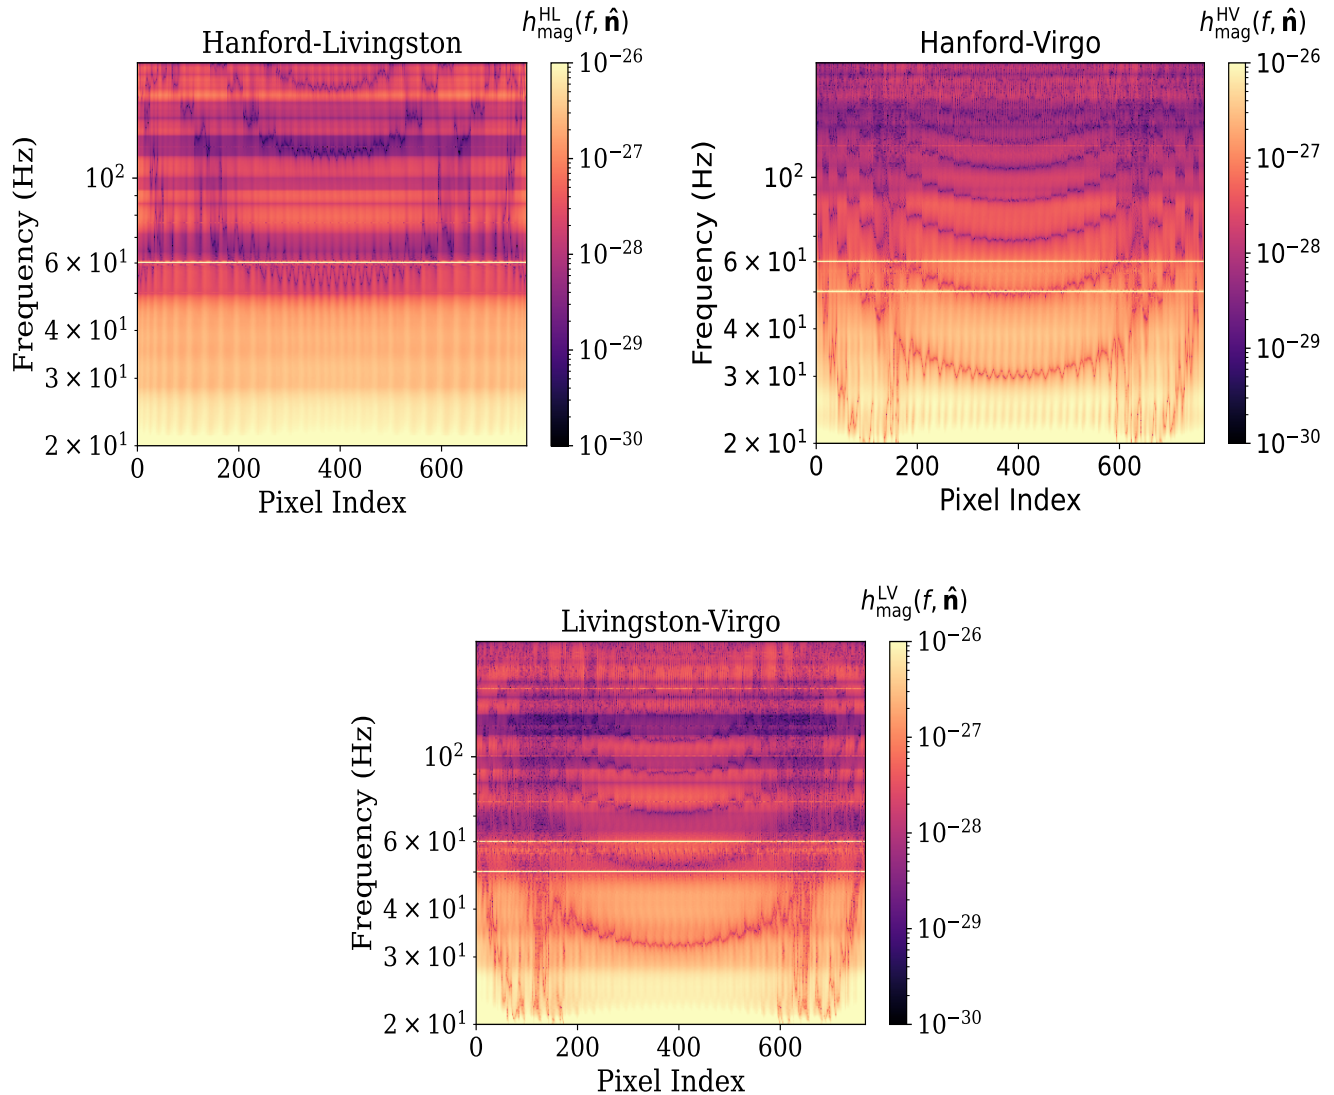 Hanford-Livingston
h_mag^HL(f, n̂)
10^−26
10^−27
10^−28
10^−29
10^−30
Frequency (Hz)
10^2
6 × 10^1
4 × 10^1
3 × 10^1
2 × 10^1
0 200 400 600
Pixel Index
Hanford-Virgo
h_mag^HV(f, n̂)
10^−26
10^−27
10^−28
10^−29
10^−30
Frequency (Hz)
10^2
6 × 10^1
4 × 10^1
3 × 10^1
2 × 10^1
0 200 400 600
Pixel Index
Livingston-Virgo
h_mag^LV(f, n̂)
10^−26
10^−27
10^−28
10^−29
10^−30
Frequency (Hz)
10^2
6 × 10^1
4 × 10^1
3 × 10^1
2 × 10^1
0 200 400 600
Pixel Index